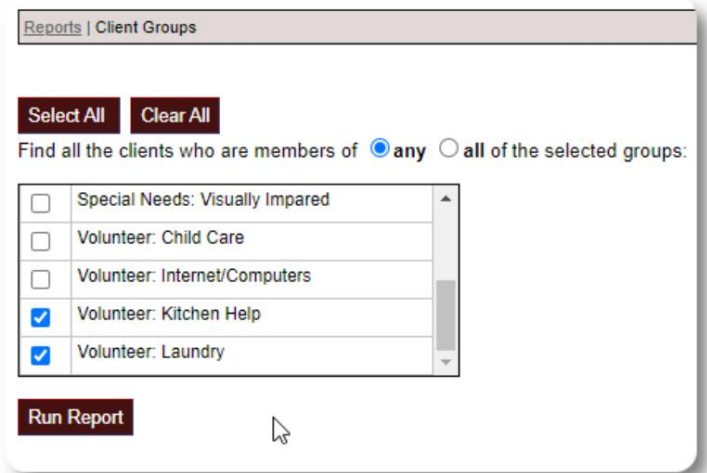 Reports | Client Groups
Select All Clear All
Find all the clients who are members of any all of the selected groups:
Special Needs: Visually Impared
Volunteer: Child Care
Volunteer: Internet/Computers
Volunteer: Kitchen Help
Volunteer: Laundry
Run Report